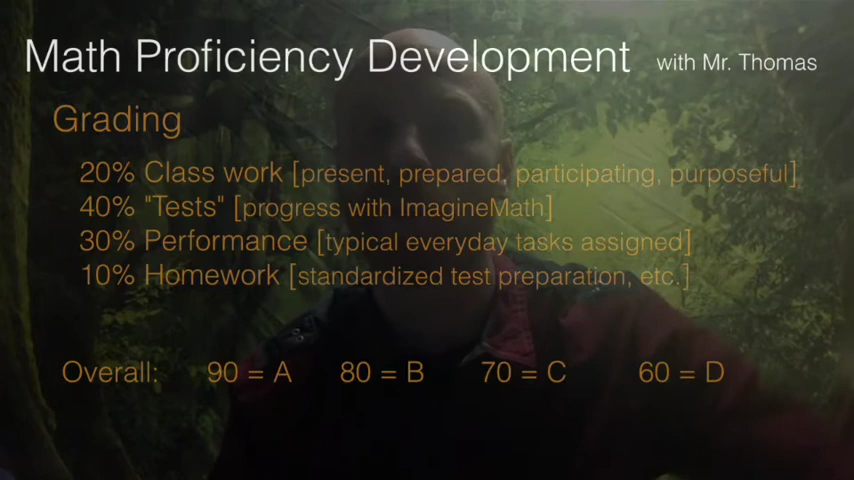 Math Proficiency Development with Mr. Thomas
Grading
20% Class work [present, prepared, participating, purposeful]
40% "Tests" [progress with ImagineMath]
30% Performance [typical everyday tasks assigned]
10% Homework [standardized test preparation, etc.]
Overall: 90 = A 80 = B 70 = C 60 = D